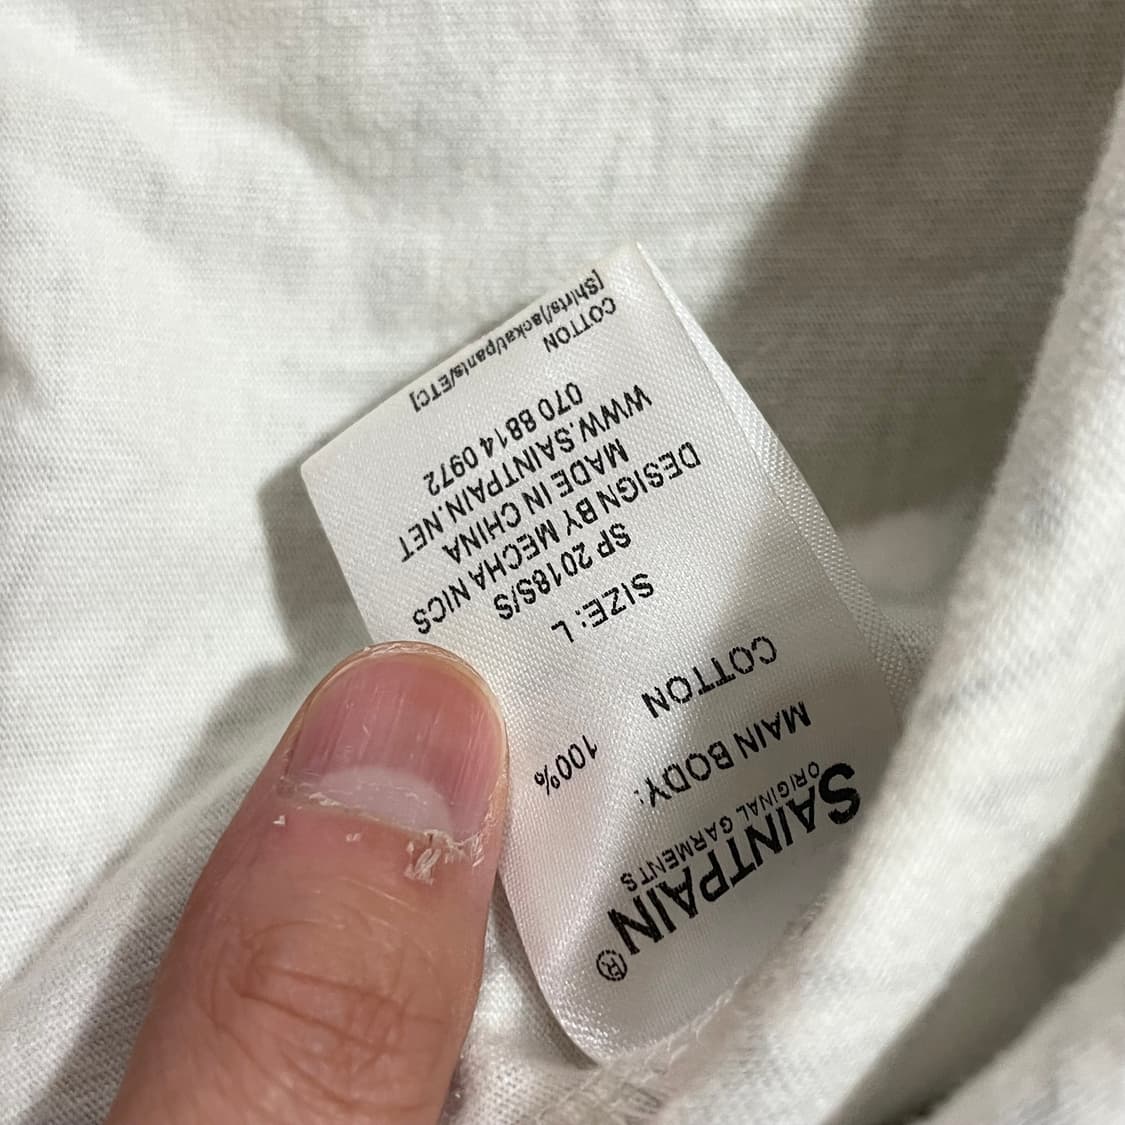 SAINTPAIN®
ORIGINAL GARMENTS
MAIN BODY: 100%
COTTON
SIZE: L
SP 2018S/S
DESIGN BY MECHA NICS
MADE IN CHINA
WWW.SAINTPAIN.NET
070 8814 0972
COTTON
[Shirts/jackat/pants/ETC]